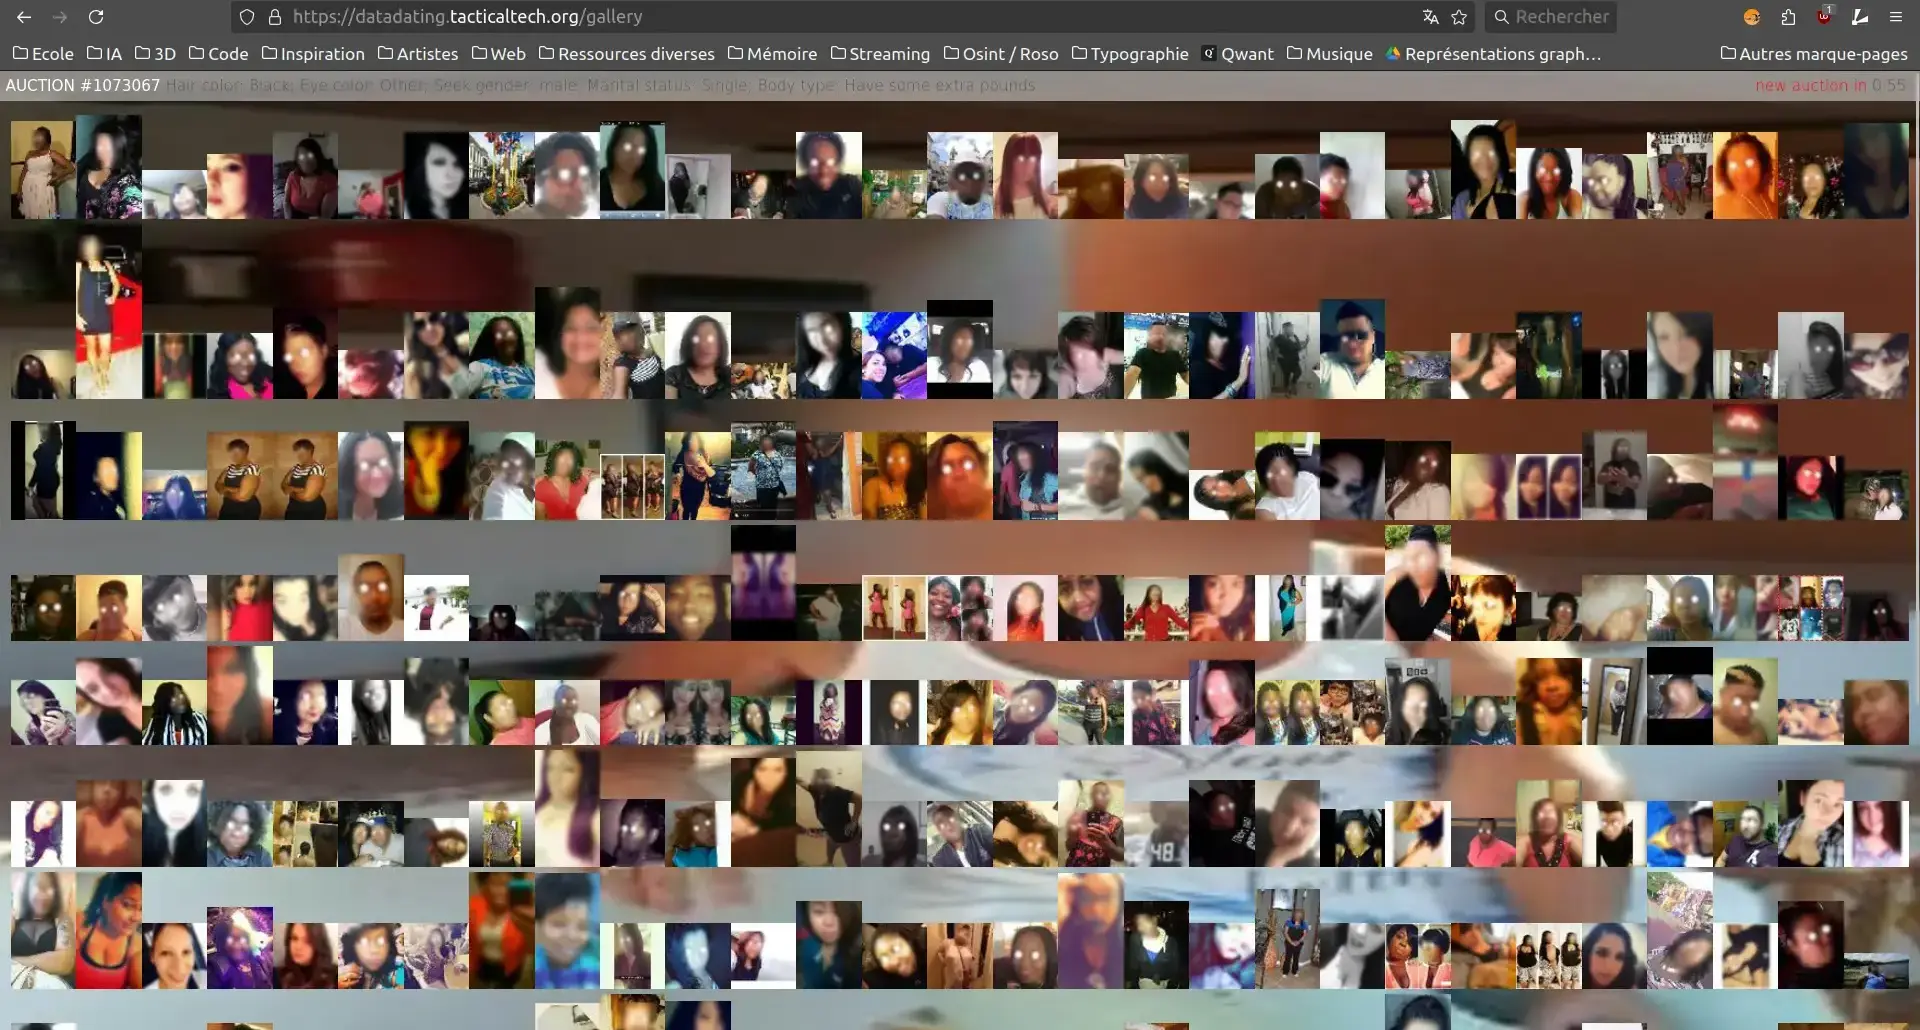 https://datadating.tacticaltech.org/gallery
Rechercher
1
Ecole IA 3D Code Inspiration Artistes Web Ressources diverses Mémoire Streaming Osint / Roso Typographie Qwant Musique Représentations graph… Autres marque-pages
AUCTION #1073067 Hair color: Black; Eye color: Other; Seek gender: male; Marital status: Single; Body type: Have some extra pounds new auction in 0:55